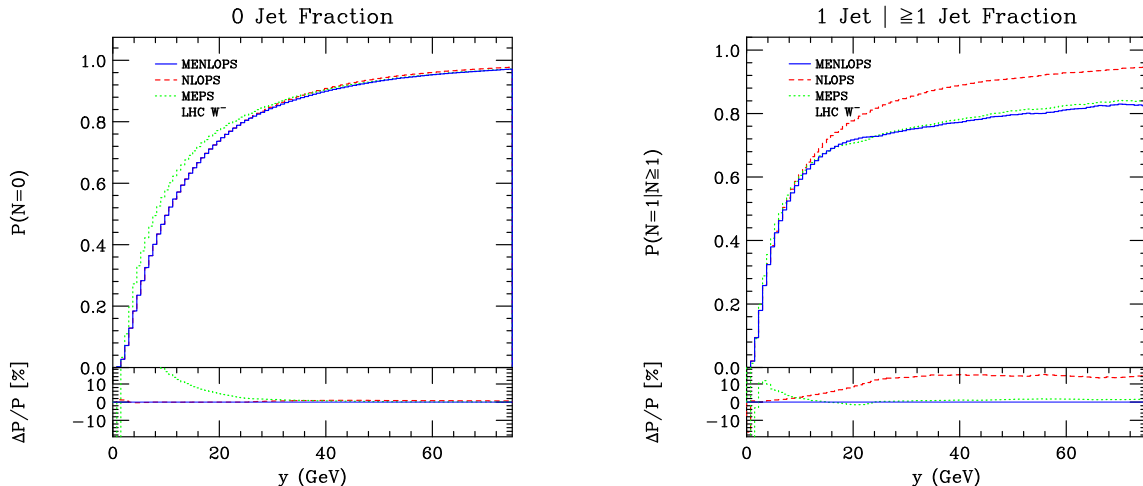 0 Jet Fraction
1.0
0.8
0.6
0.4
0.2
0.0
P(N=0)
MENLOPS
NLOPS
MEPS
LHC W⁻
10
0
−10
ΔP/P [%]
0 20 40 60
y (GeV)
1 Jet | ≧1 Jet Fraction
1.0
0.8
0.6
0.4
0.2
0.0
P(N=1|N≧1)
MENLOPS
NLOPS
MEPS
LHC W⁻
10
0
−10
ΔP/P [%]
0 20 40 60
y (GeV)